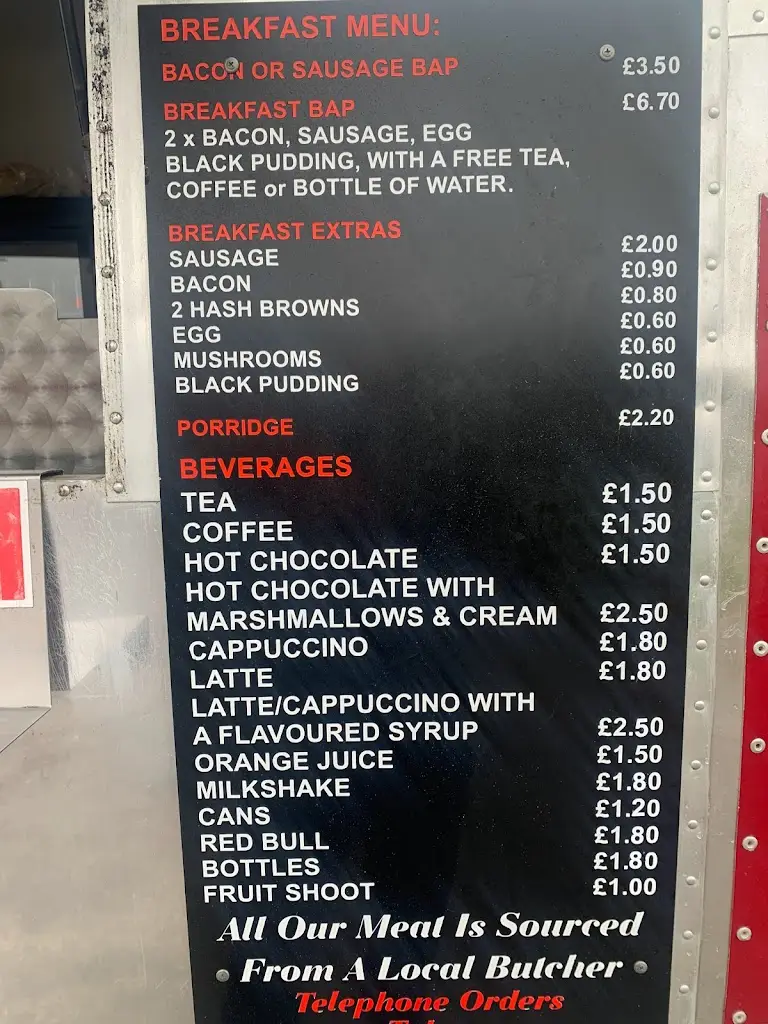 BREAKFAST MENU:
BACON OR SAUSAGE BAP £3.50
BREAKFAST BAP £6.70
2 x BACON, SAUSAGE, EGG
BLACK PUDDING, WITH A FREE TEA,
COFFEE or BOTTLE OF WATER.
BREAKFAST EXTRAS
SAUSAGE £2.00
BACON £0.90
2 HASH BROWNS £0.80
EGG £0.60
MUSHROOMS £0.60
BLACK PUDDING £0.60
PORRIDGE £2.20
BEVERAGES
TEA £1.50
COFFEE £1.50
HOT CHOCOLATE £1.50
HOT CHOCOLATE WITH
MARSHMALLOWS & CREAM £2.50
CAPPUCCINO £1.80
LATTE £1.80
LATTE/CAPPUCCINO WITH
A FLAVOURED SYRUP £2.50
ORANGE JUICE £1.50
MILKSHAKE £1.80
CANS £1.20
RED BULL £1.80
BOTTLES £1.80
FRUIT SHOOT £1.00
All Our Meat Is Sourced
From A Local Butcher
Telephone Orders